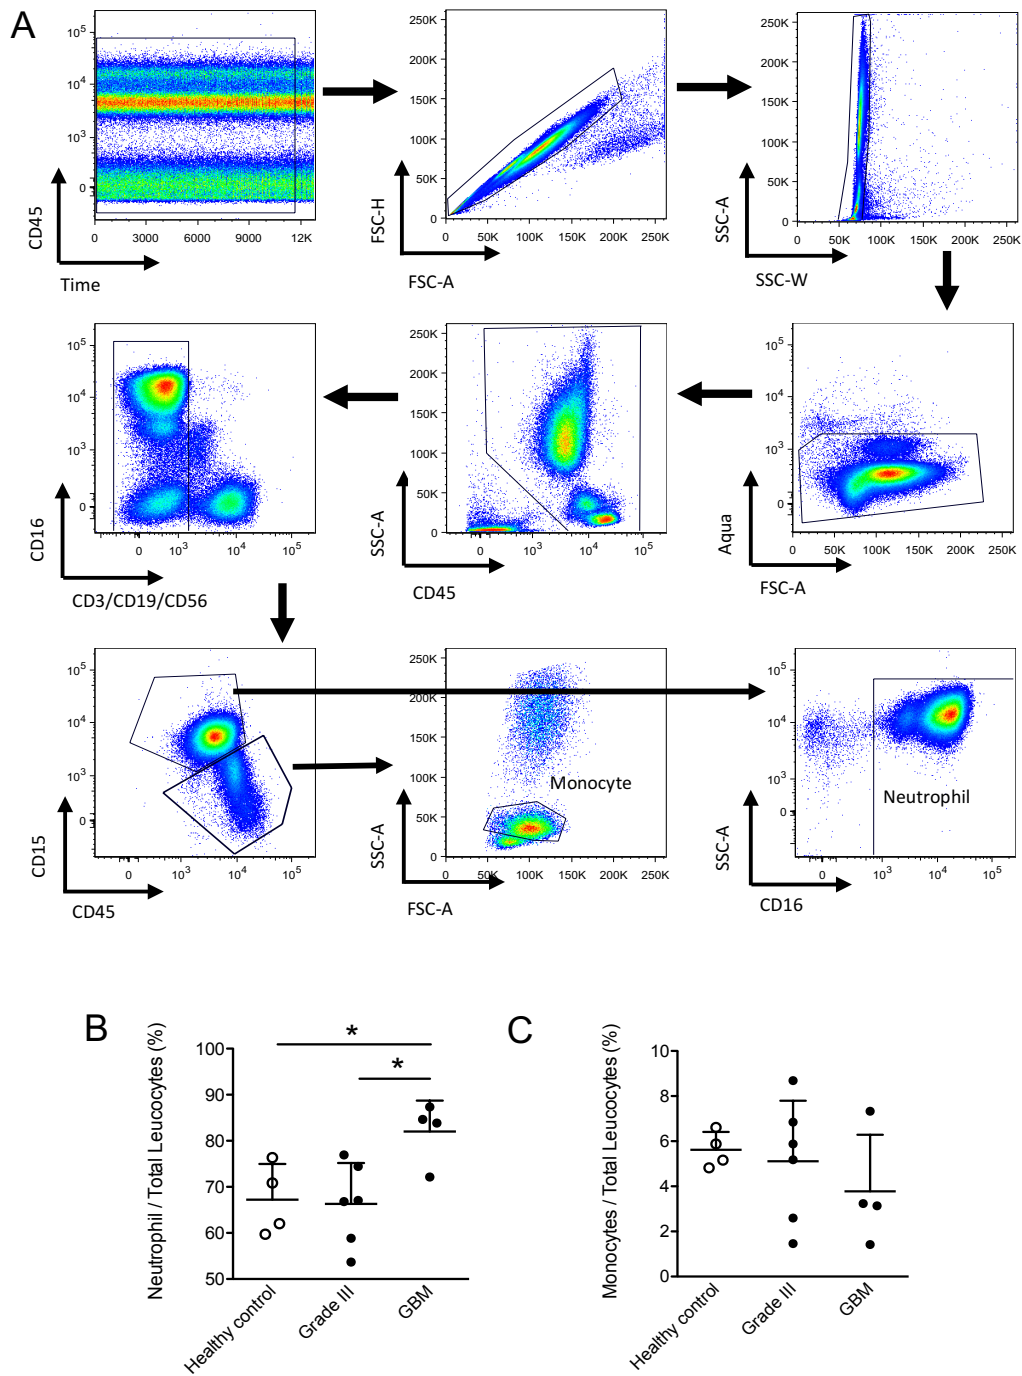 A
10^5
10^4
10^3
0
0 3000 6000 9000 12K
CD45
Time
250K
200K
150K
100K
50K
0
0 50K 100K 150K 200K 250K
FSC-H
FSC-A
250K
200K
150K
100K
50K
0
0 50K 100K 150K 200K 250K
SSC-A
SSC-W
10^5
10^4
10^3
0
0 10^3 10^4 10^5
CD16
CD3/CD19/CD56
250K
200K
150K
100K
50K
0
0 10^3 10^4 10^5
SSC-A
CD45
10^5
10^4
10^3
0
0 50K 100K 150K 200K 250K
Aqua
FSC-A
10^5
10^4
10^3
0
0 10^3 10^4 10^5
CD15
CD45
250K
200K
150K
100K
50K
0
0 50K 100K 150K 200K 250K
Monocyte
SSC-A
FSC-A
10^5
10^4
10^3
0
0 10^3 10^4 10^5
Neutrophil
SSC-A
CD16
B
Neutrophil / Total Leucocytes (%)
100
90
80
70
60
50
*
*
Healthy control
Grade III
GBM
C
Monocytes / Total Leucocytes (%)
10
8
6
4
2
0
Healthy control
Grade III
GBM